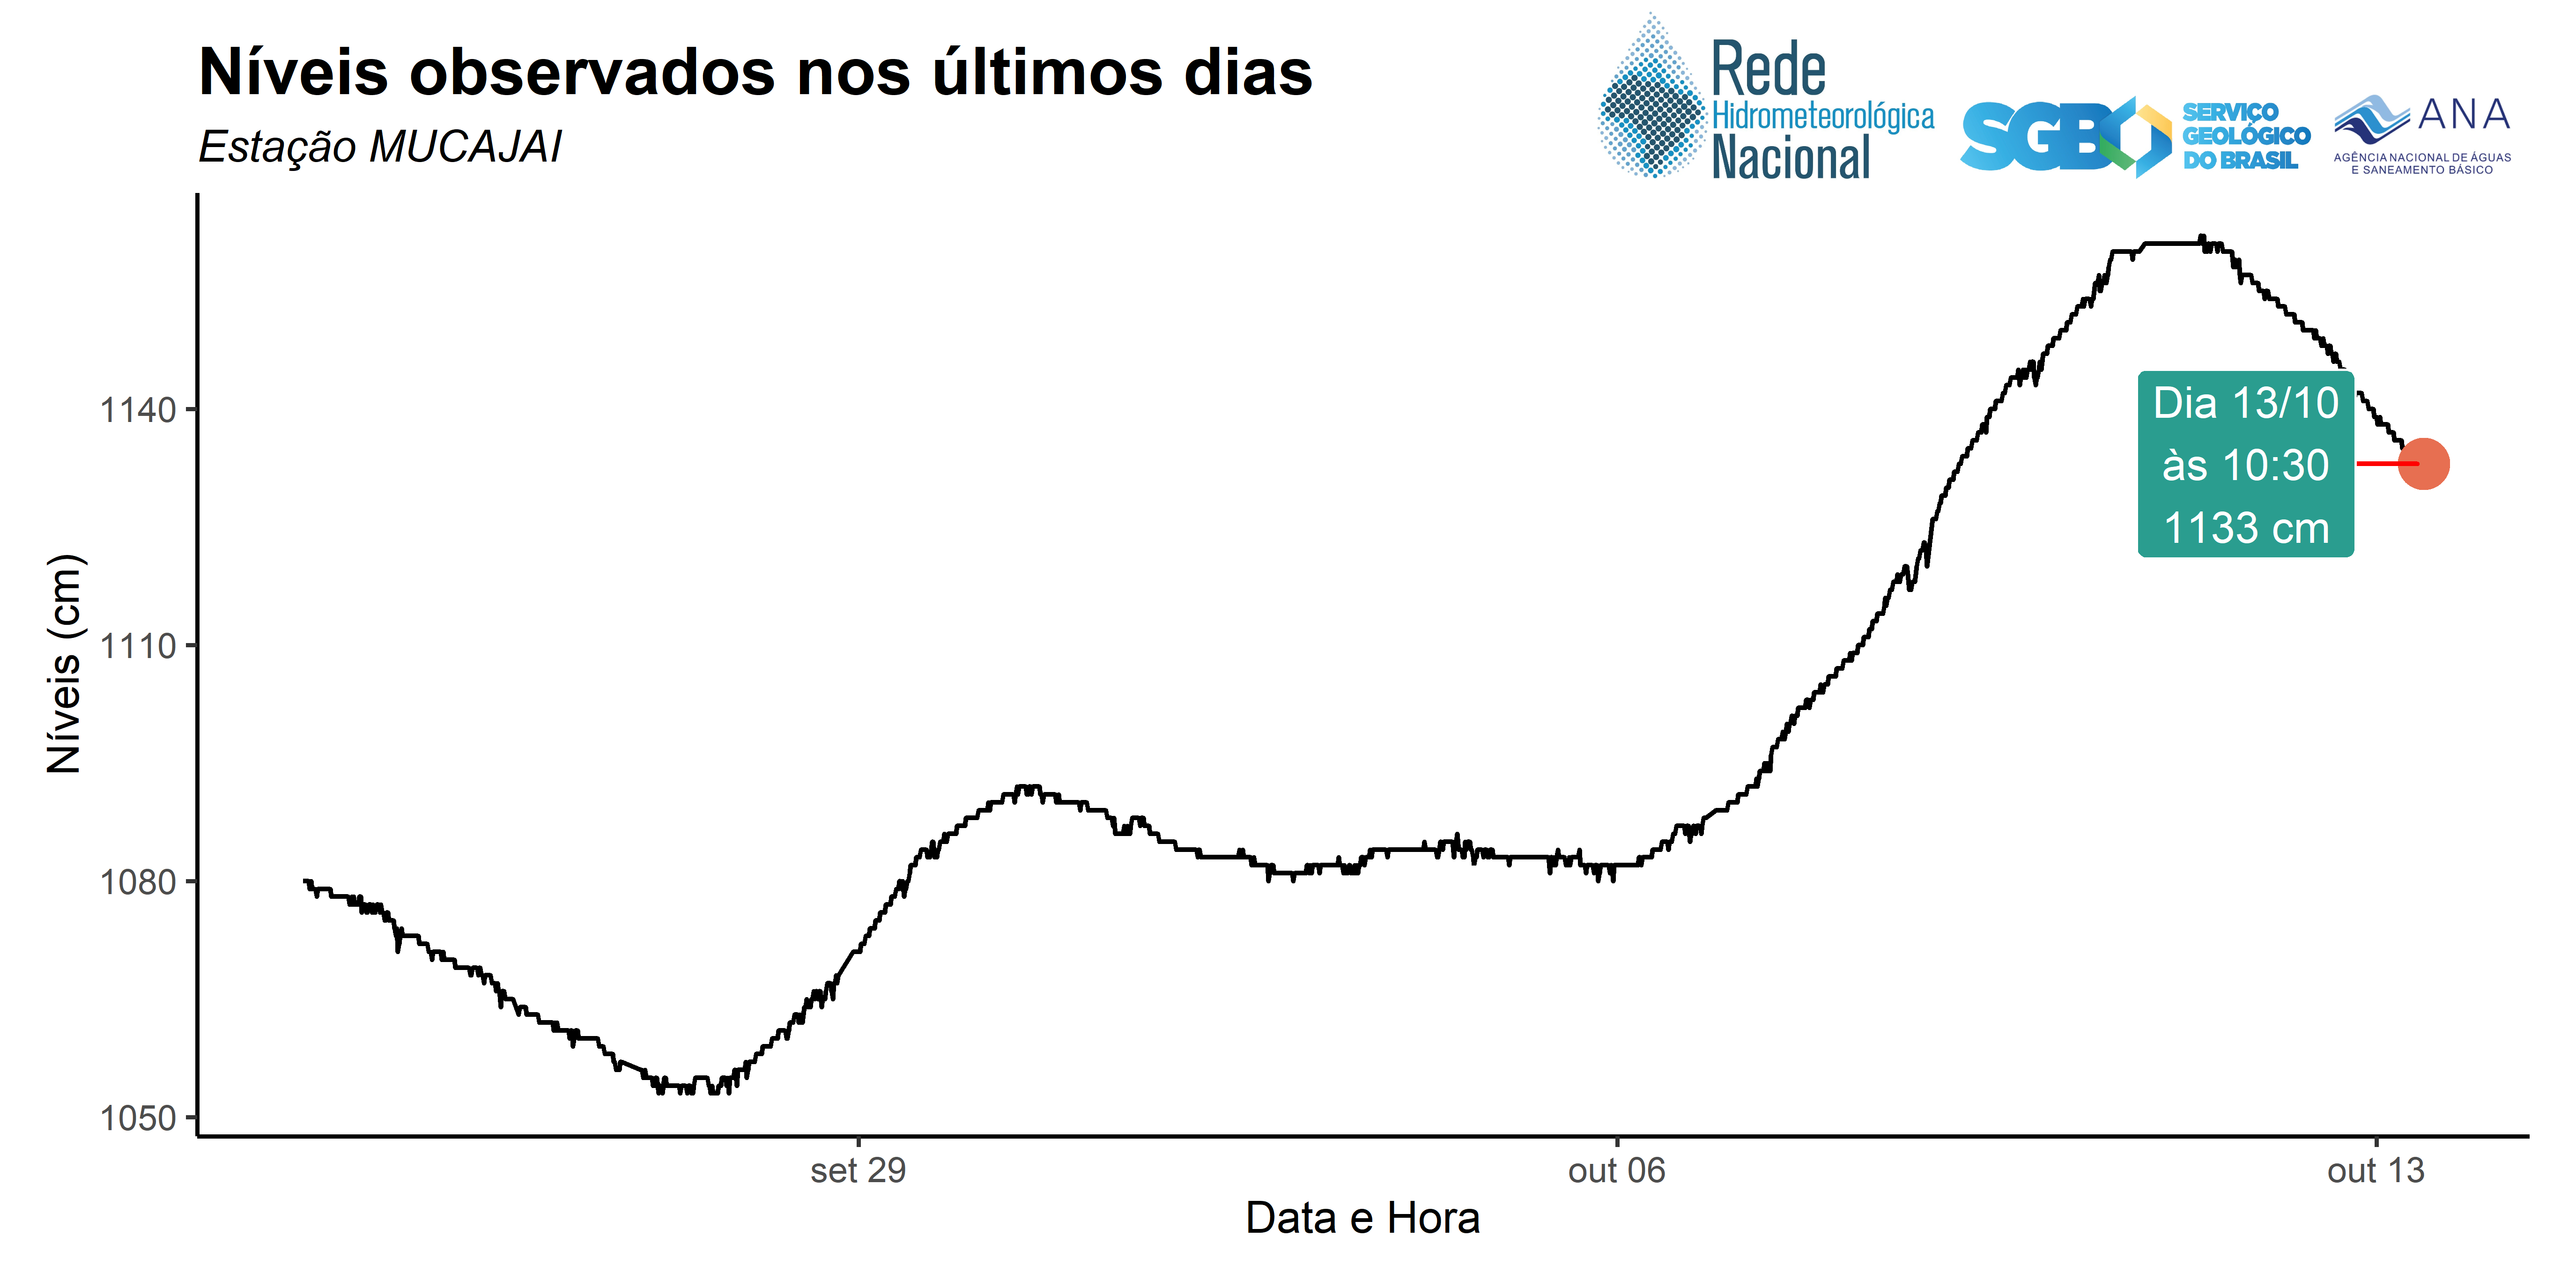 Níveis observados nos últimos dias
Estação MUCAJAI
Rede
Hidrometeorológica
Nacional
SGB
SERVIÇO
GEOLÓGICO
DO BRASIL
ANA
AGÊNCIA NACIONAL DE ÁGUAS
E SANEAMENTO BÁSICO
Níveis (cm)
1140
1110
1080
1050
Dia 13/10
às 10:30
1133 cm
set 29
out 06
out 13
Data e Hora